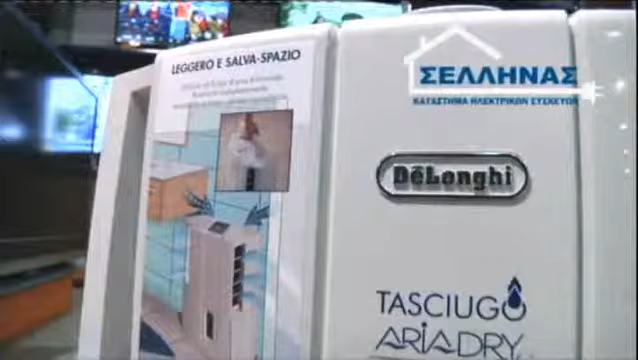 LEGGERO E SALVA-SPAZIO
ΣΕΛΛΗΝΑΣ
ΚΑΤΑΣΤΗΜΑ ΗΛΕΚΤΡΙΚΩΝ ΣΥΣΚΕΥΩΝ
DēLonghi
TASCIUGO
ARIADRY